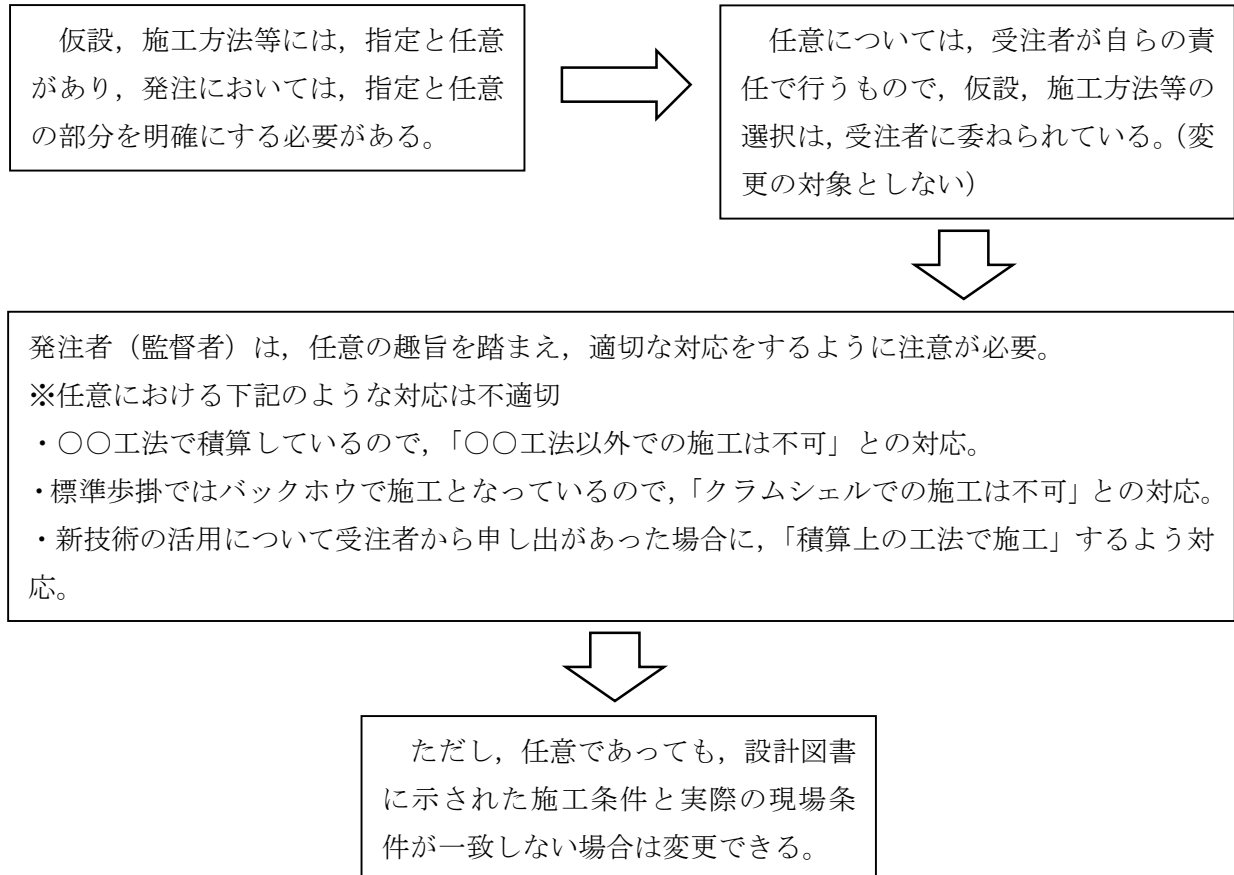 仮設，施工方法等には，指定と任意
があり，発注においては，指定と任意
の部分を明確にする必要がある。
任意については，受注者が自らの責
任で行うもので，仮設，施工方法等の
選択は，受注者に委ねられている。（変
更の対象としない）
発注者（監督者）は，任意の趣旨を踏まえ，適切な対応をするように注意が必要。
※任意における下記のような対応は不適切
・○○工法で積算しているので，「○○工法以外での施工は不可」との対応。
・標準歩掛ではバックホウで施工となっているので，「クラムシェルでの施工は不可」との対応。
・新技術の活用について受注者から申し出があった場合に，「積算上の工法で施工」するよう対
応。
ただし，任意であっても，設計図書
に示された施工条件と実際の現場条
件が一致しない場合は変更できる。